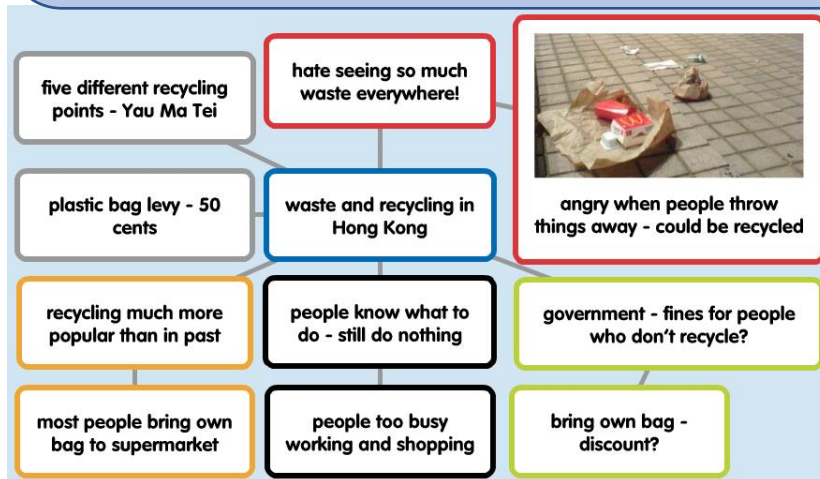 five different recycling
points - Yau Ma Tei
hate seeing so much
waste everywhere!
angry when people throw
things away - could be recycled
plastic bag levy - 50
cents
waste and recycling in
Hong Kong
recycling much more
popular than in past
people know what to
do - still do nothing
government - fines for people
who don't recycle?
most people bring own
bag to supermarket
people too busy
working and shopping
bring own bag -
discount?